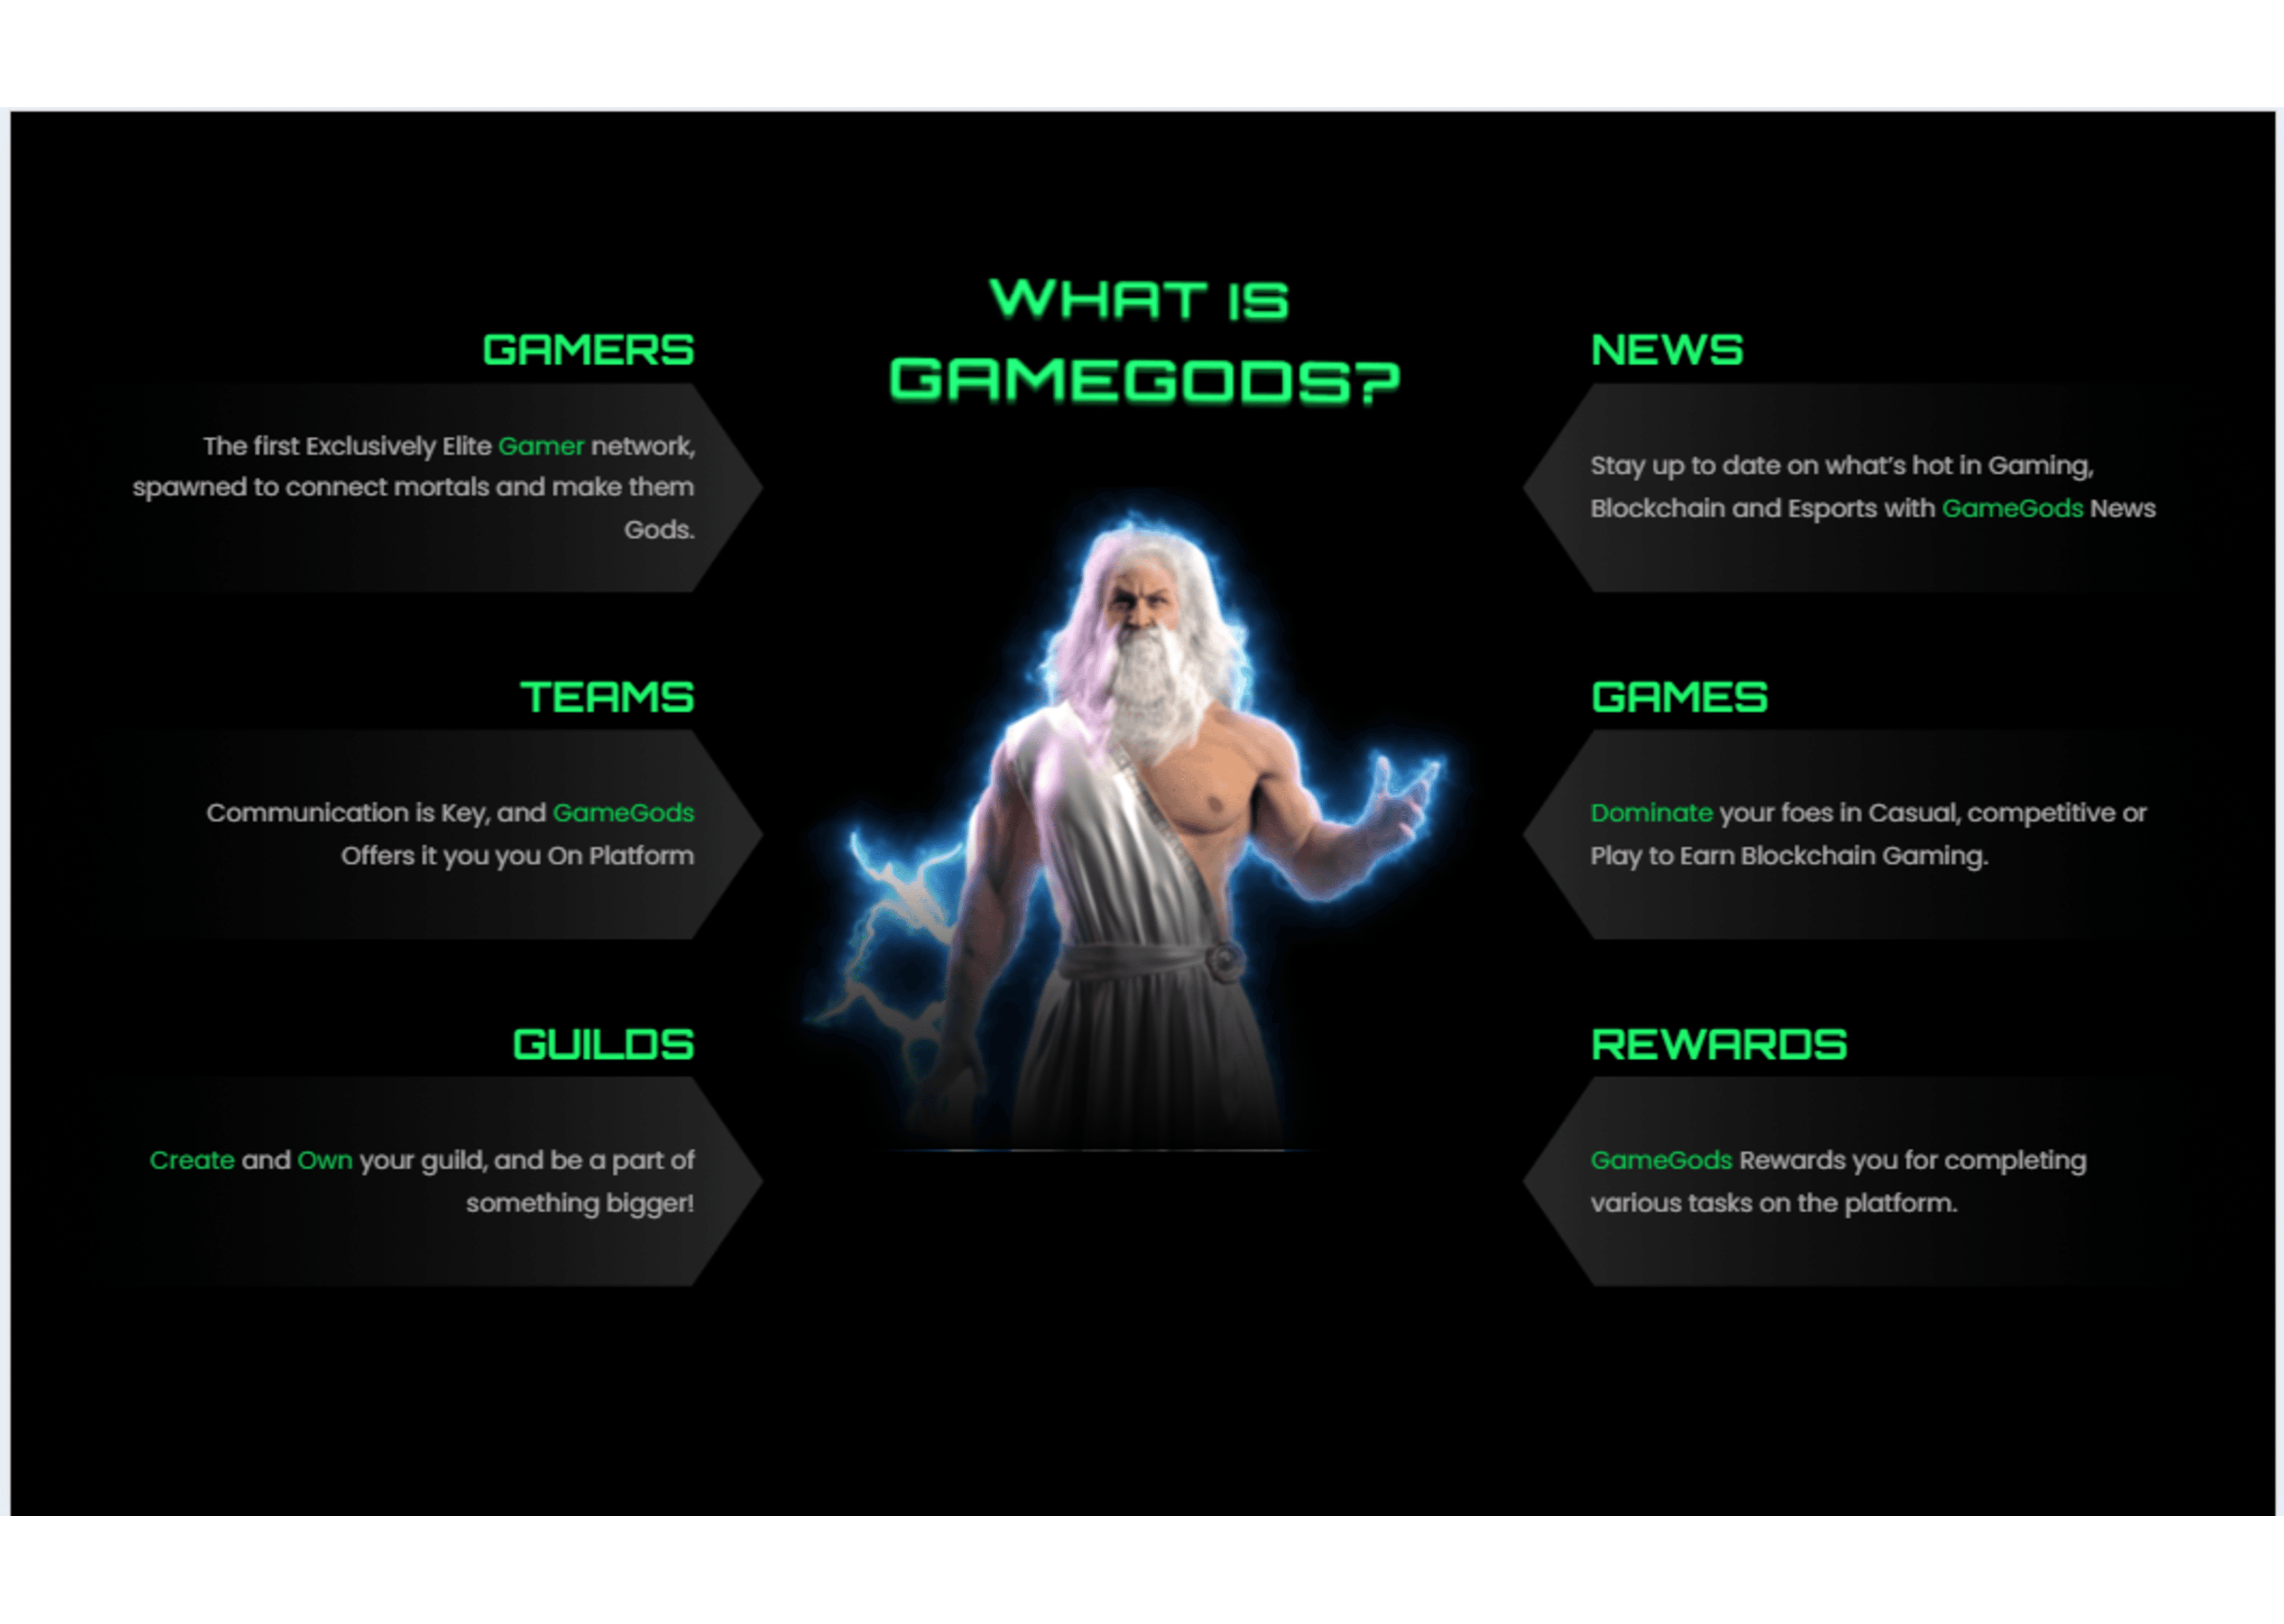 WHAT IS
GAMEGODS?
GAMERS
The first Exclusively Elite Gamer network,
spawned to connect mortals and make them
Gods.
TEAMS
Communication is Key, and GameGods
Offers it you you On Platform
GUILDS
Create and Own your guild, and be a part of
something bigger!
NEWS
Stay up to date on what’s hot in Gaming,
Blockchain and Esports with GameGods News
GAMES
Dominate your foes in Casual, competitive or
Play to Earn Blockchain Gaming.
REWARDS
GameGods Rewards you for completing
various tasks on the platform.